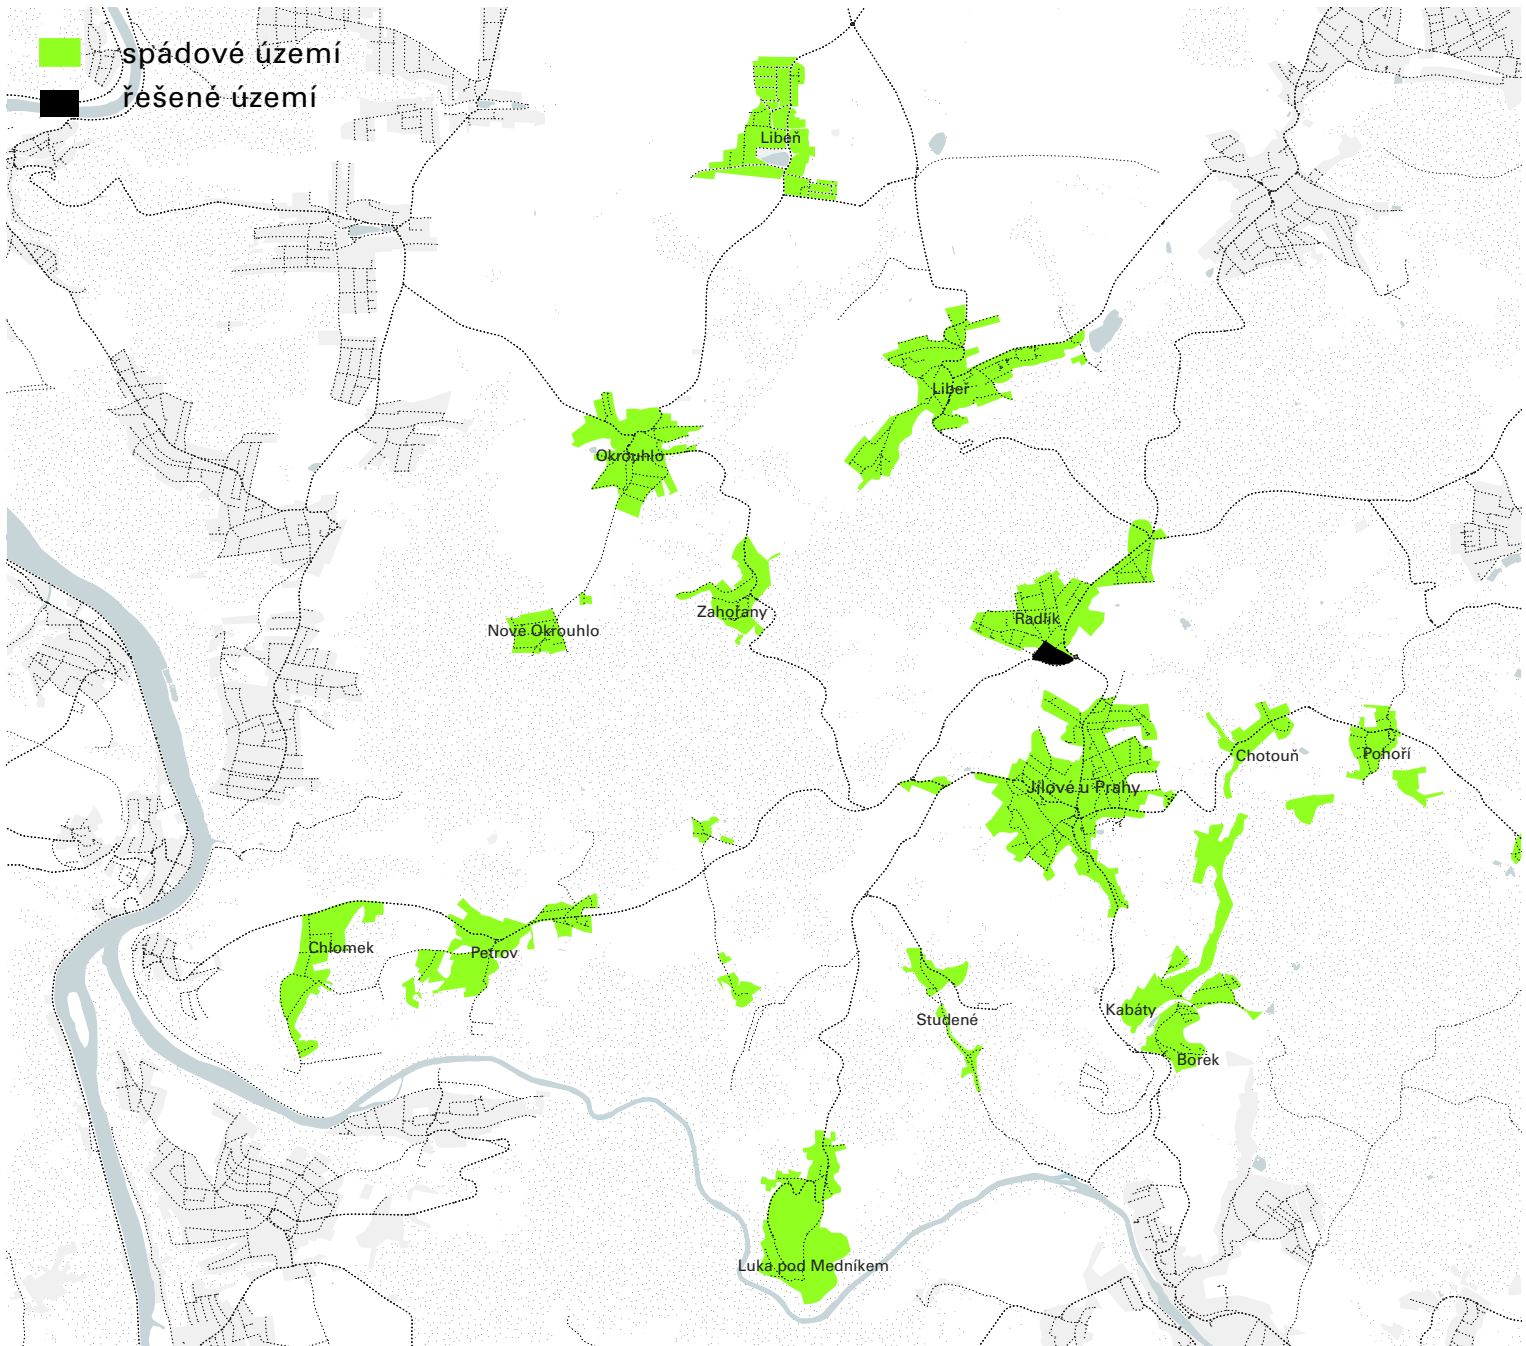 spádové území
řešené území
Libeň
Libeř
Okrouhlo
Zahořany
Nové Okrouhlo
Radlík
Chotouň
Pohoří
Jílové u Prahy
Chlomek
Petrov
Kabáty
Studené
Borek
Luka pod Medníkem